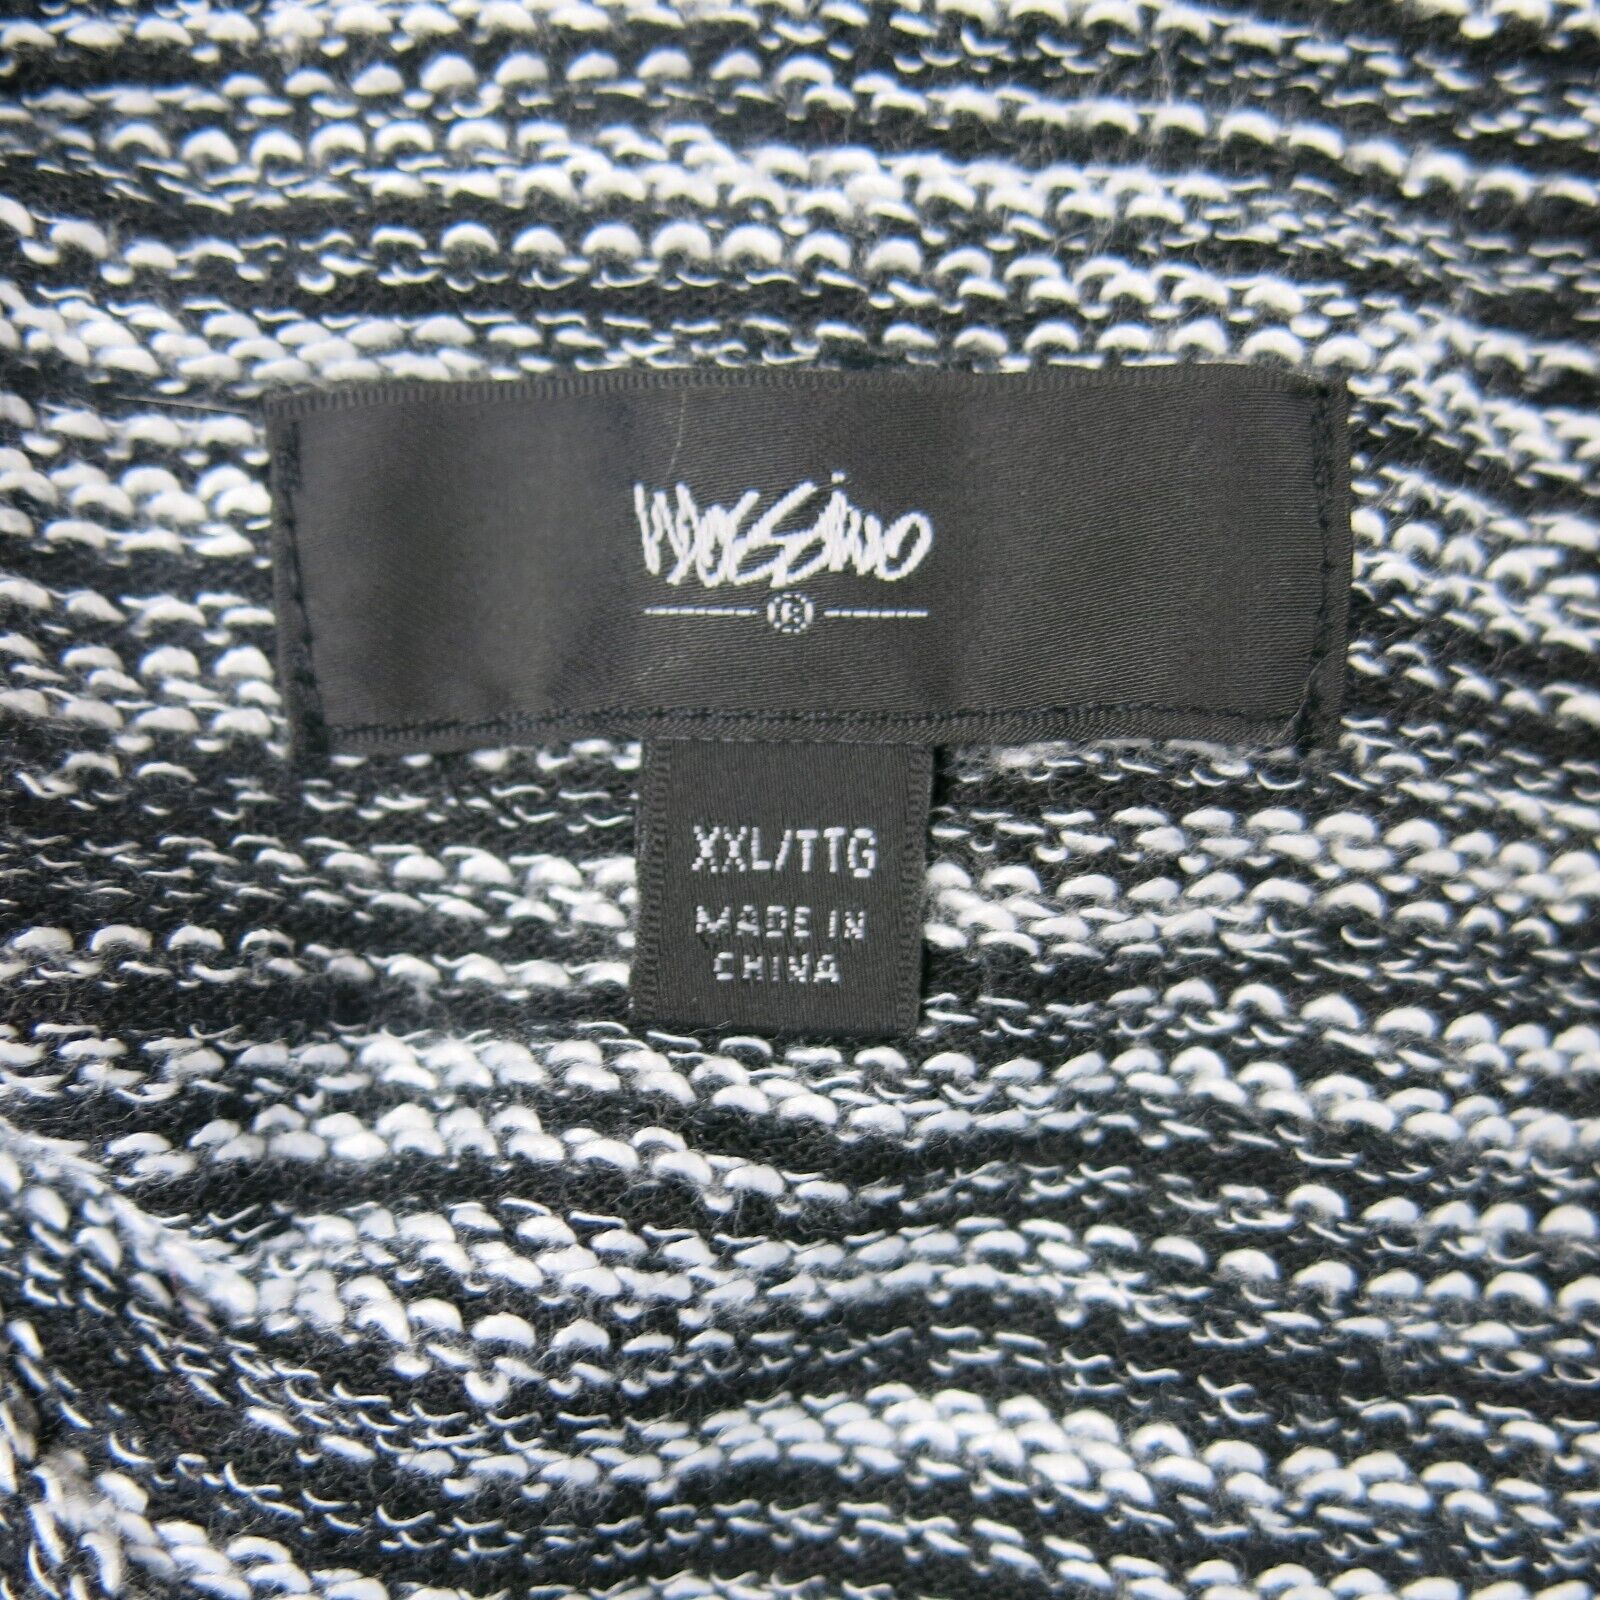 Mossimo
XXL/TTG
MADE IN
CHINA